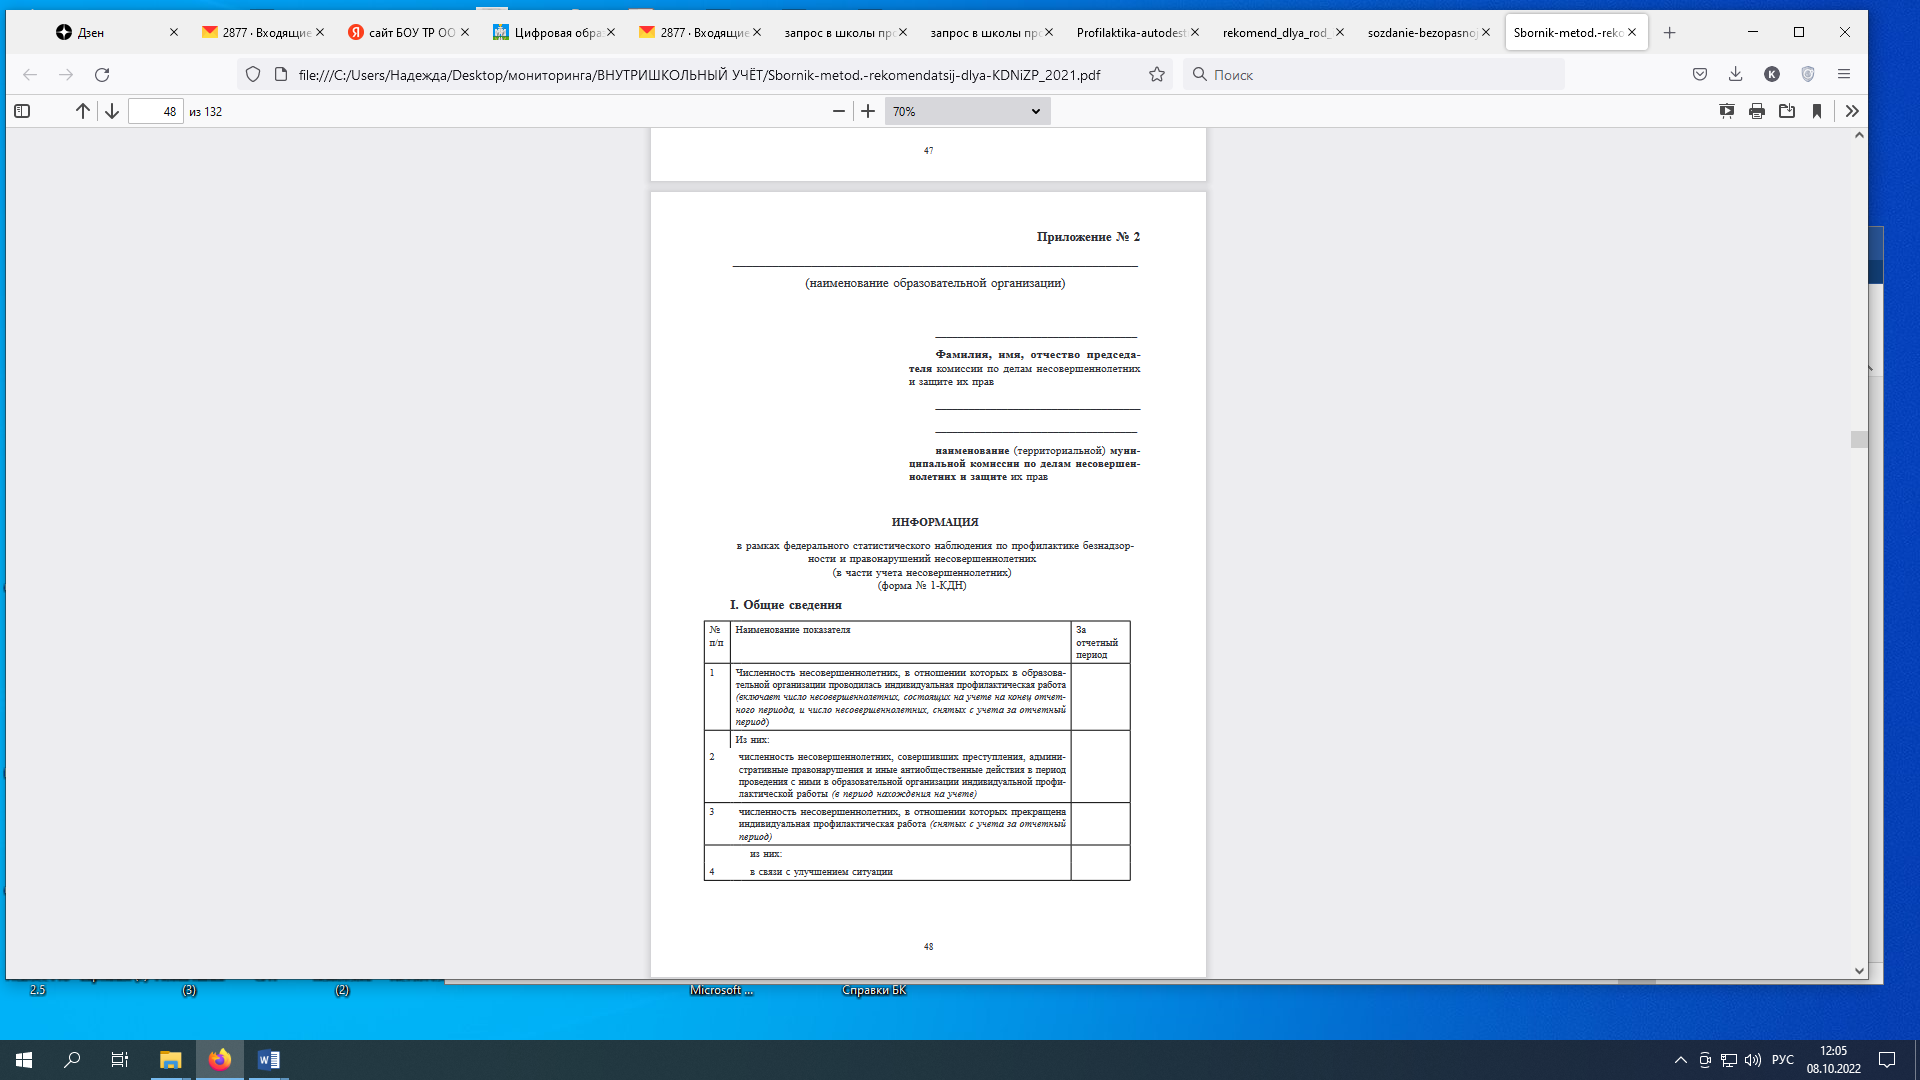 Дзен
2877 · Входящие
сайт БОУ ТР ОО
Цифровая обра
2877 · Входящие
запрос в школы про
запрос в школы про
Profilaktika-autodest
rekomend_dlya_rod_
sozdanie-bezopasnoj
Sbornik-metod.-reko
file:///C:/Users/Надежда/Desktop/мониторинга/ВНУТРИШКОЛЬНЫЙ УЧЁТ/Sbornik-metod.-rekomendatsij-dlya-KDNiZP_2021.pdf
Поиск
48 из 132
70%
47
Приложение № 2
(наименование образовательной организации)
Фамилия, имя, отчество председа-
теля комиссии по делам несовершеннолетних
и защите их прав
наименование (территориальной) муни-
ципальной комиссии по делам несовершен-
нолетних и защите их прав
ИНФОРМАЦИЯ
в рамках федерального статистического наблюдения по профилактике безнадзор-
ности и правонарушений несовершеннолетних
(в части учета несовершеннолетних)
(форма № 1-КДН)
I. Общие сведения
№
п/п
Наименование показателя
За
отчетный
период
1
Численность несовершеннолетних, в отношении которых в образова-
тельной организации проводилась индивидуальная профилактическая работа
(включает число несовершеннолетних, состоящих на учете на конец отчет-
ного периода, и число несовершеннолетних, снятых с учета за отчетный
период)
Из них:
2
численность несовершеннолетних, совершивших преступления, админи-
стративные правонарушения и иные антиобщественные действия в период
проведения с ними в образовательной организации индивидуальной профи-
лактической работы (в период нахождения на учете)
3
численность несовершеннолетних, в отношении которых прекращена
индивидуальная профилактическая работа (снятых с учета за отчетный
период)
из них:
4
в связи с улучшением ситуации
48
2.5
(3)
(2)
Microsoft ...
Справки БК
K
РУС
12:05
08.10.2022